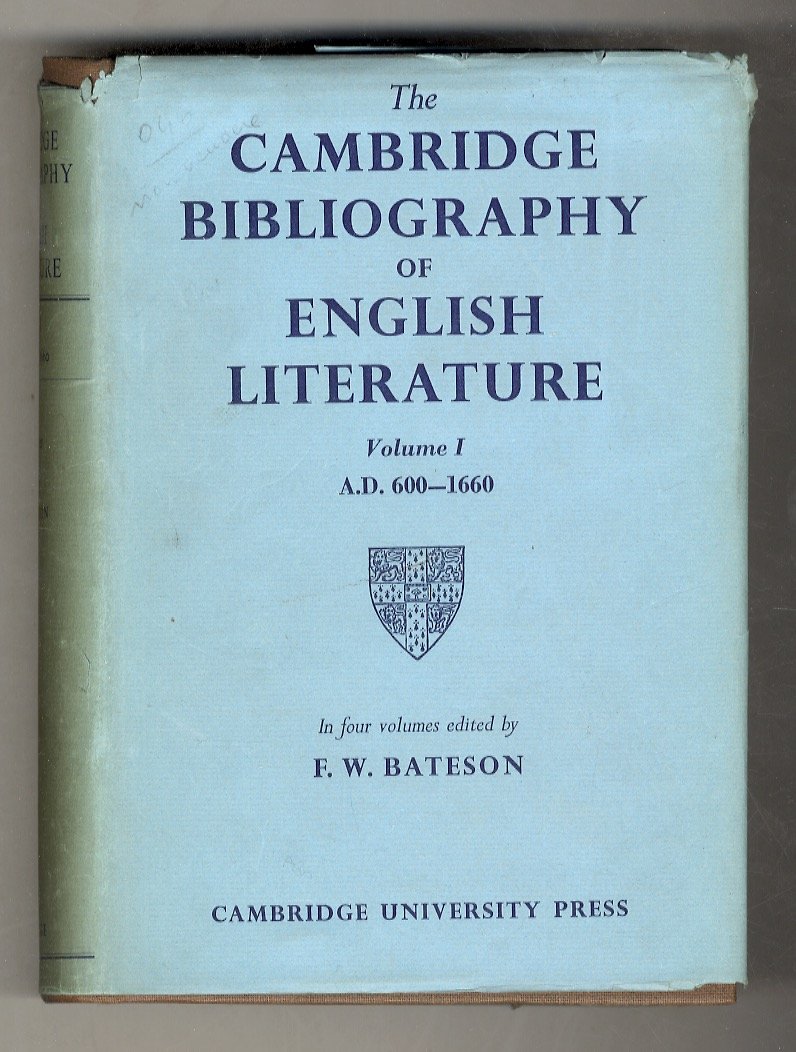 The
CAMBRIDGE
BIBLIOGRAPHY
OF
ENGLISH
LITERATURE
Volume I
A.D. 600—1660
In four volumes edited by
F. W. BATESON
CAMBRIDGE UNIVERSITY PRESS